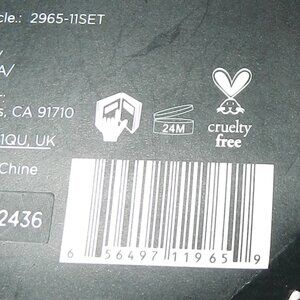 cle.: 2965-11SET
A/
s, CA 91710
1QU, UK
Chine
24M
cruelty
free
2436
6 56497 11965 9